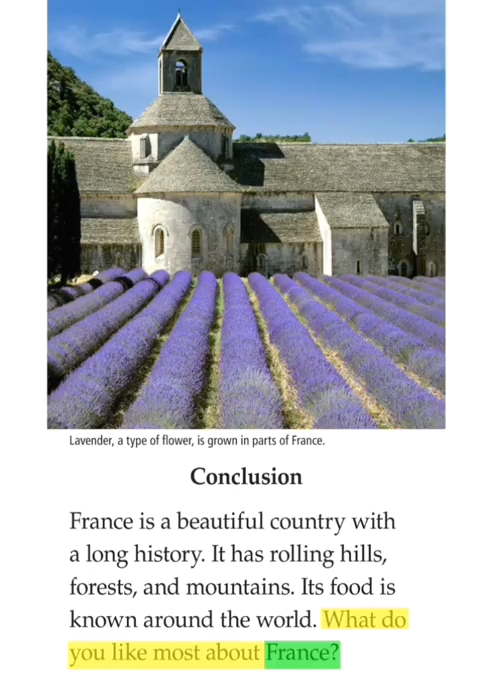 Lavender, a type of flower, is grown in parts of France.
Conclusion
France is a beautiful country with
a long history. It has rolling hills,
forests, and mountains. Its food is
known around the world. What do
you like most about France?